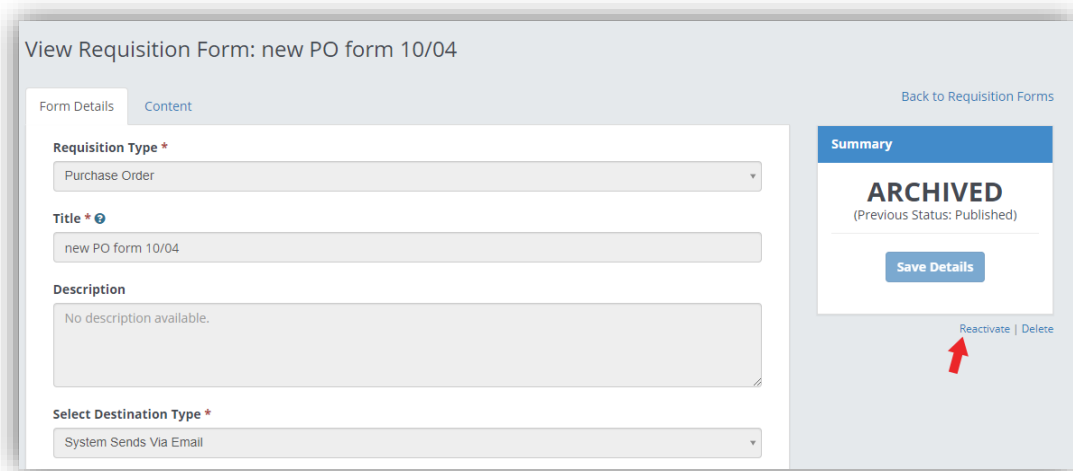 View Requisition Form: new PO form 10/04
Back to Requisition Forms
Form Details
Content
Requisition Type *
Purchase Order
Title *
new PO form 10/04
Description
No description available.
Select Destination Type *
System Sends Via Email
Summary
ARCHIVED
(Previous Status: Published)
Save Details
Reactivate | Delete